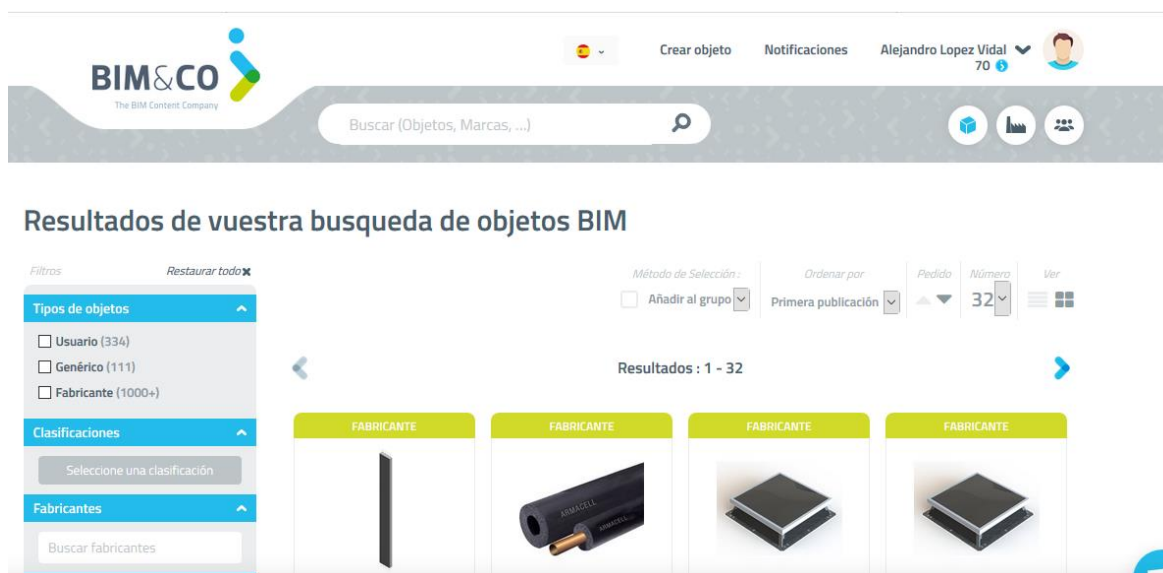 BIM&CO
The BIM Content Company
Crear objeto
Notificaciones
Alejandro Lopez Vidal
70
Buscar (Objetos, Marcas, ...)
Resultados de vuestra busqueda de objetos BIM
Filtros
Restaurar todo
Método de Selección :
Añadir al grupo
Ordenar por
Primera publicación
Pedido
Número
32
Ver
Tipos de objetos
Usuario (334)
Genérico (111)
Fabricante (1000+)
Clasificaciones
Seleccione una clasificación
Fabricantes
Buscar fabricantes
Resultados : 1 - 32
FABRICANTE
FABRICANTE
FABRICANTE
FABRICANTE
ARMACELL
ARMACELL